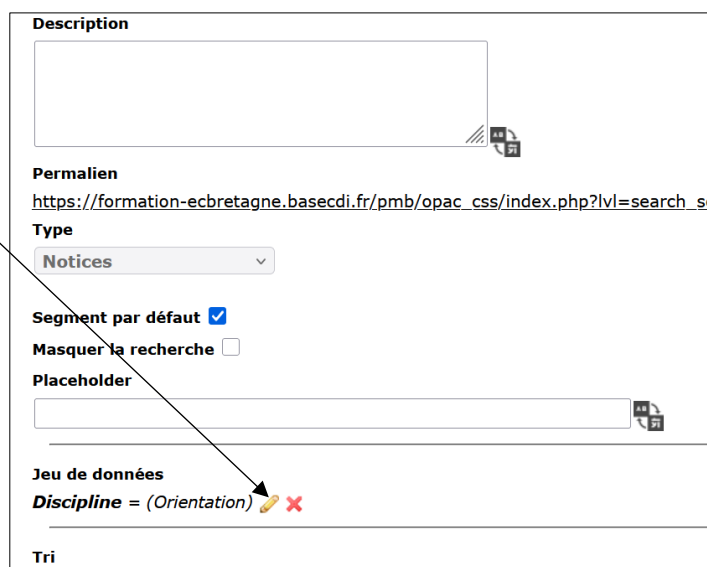 Description
Permalien
https://formation-ecbretagne.basecdi.fr/pmb/opac_css/index.php?lvl=search_s
Type
Notices
Segment par défaut
Masquer la recherche
Placeholder
Jeu de données
Discipline = (Orientation)
Tri